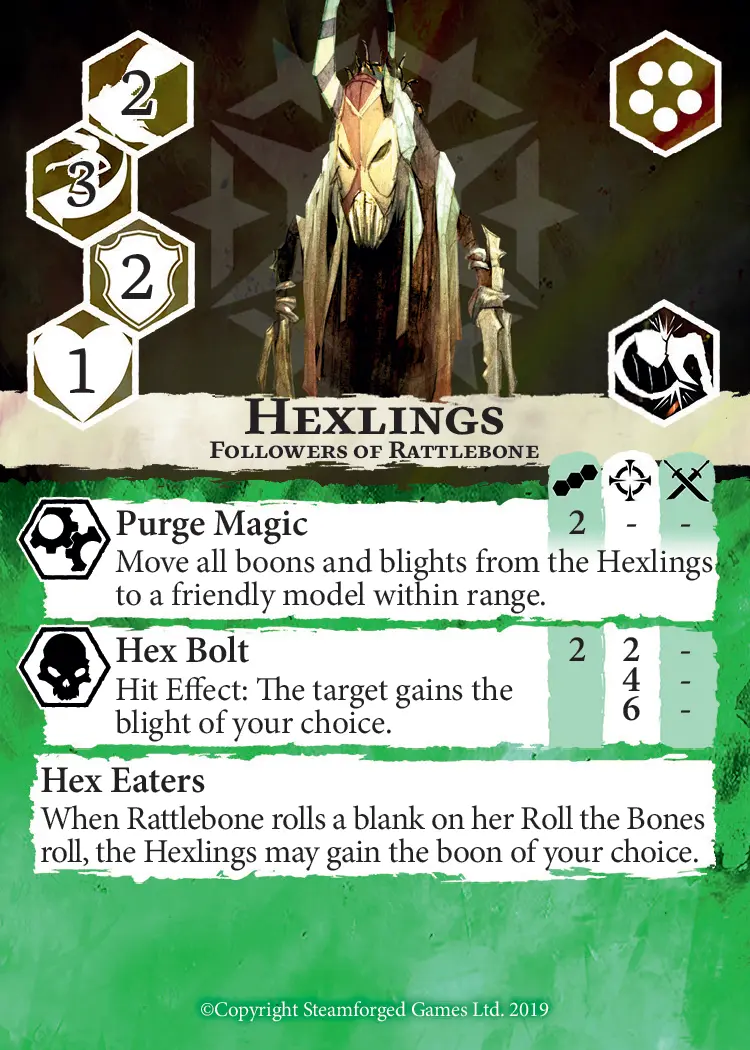 2
3
2
1
Hexlings
Followers of Rattlebone
Purge Magic 2 - -
Move all boons and blights from the Hexlings
to a friendly model within range.
Hex Bolt 2 2 -
4 -
Hit Effect: The target gains the
6 -
blight of your choice.
Hex Eaters
When Rattlebone rolls a blank on her Roll the Bones
roll, the Hexlings may gain the boon of your choice.
©Copyright Steamforged Games Ltd. 2019